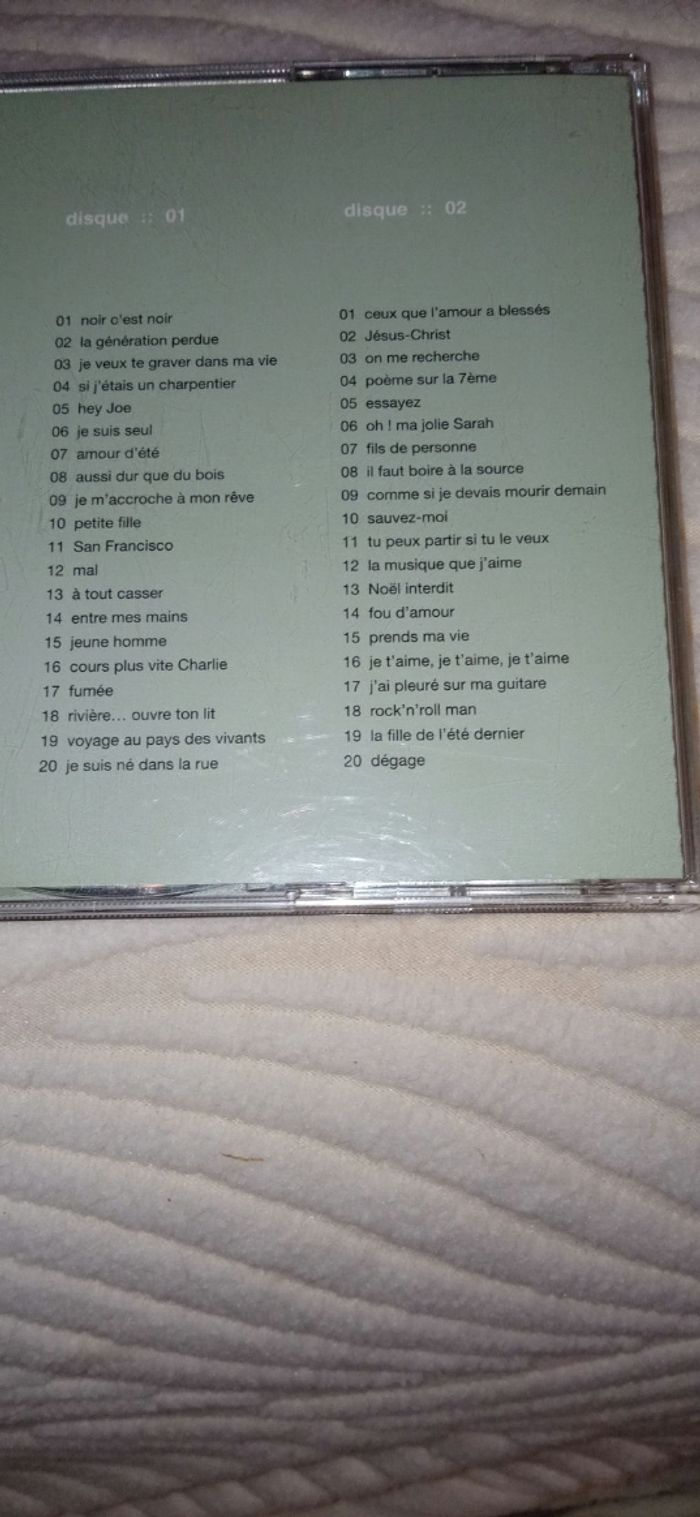 disque :: 01
01 noir c'est noir
02 la génération perdue
03 je veux te graver dans ma vie
04 si j'étais un charpentier
05 hey Joe
06 je suis seul
07 amour d'été
08 aussi dur que du bois
09 je m'accroche à mon rêve
10 petite fille
11 San Francisco
12 mal
13 à tout casser
14 entre mes mains
15 jeune homme
16 cours plus vite Charlie
17 fumée
18 rivière... ouvre ton lit
19 voyage au pays des vivants
20 je suis né dans la rue
disque :: 02
01 ceux que l'amour a blessés
02 Jésus-Christ
03 on me recherche
04 poème sur la 7ème
05 essayez
06 oh ! ma jolie Sarah
07 fils de personne
08 il faut boire à la source
09 comme si je devais mourir demain
10 sauvez-moi
11 tu peux partir si tu le veux
12 la musique que j'aime
13 Noël interdit
14 fou d'amour
15 prends ma vie
16 je t'aime, je t'aime, je t'aime
17 j'ai pleuré sur ma guitare
18 rock'n'roll man
19 la fille de l'été dernier
20 dégage